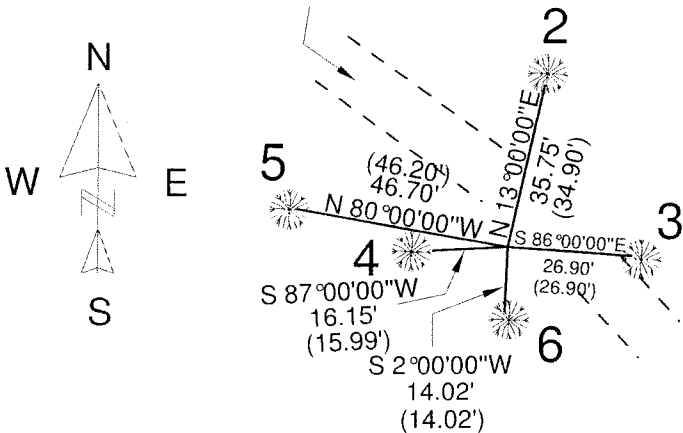 N
W
E
S
N
2
N 13°00'00"E
35.75'
(34.90')
3
S 86°00'00"E
26.90'
(26.90')
5
(46.20')
46.70'
N 80°00'00"W
4
S 87°00'00"W
16.15'
(15.99')
6
S 2°00'00"W
14.02'
(14.02')